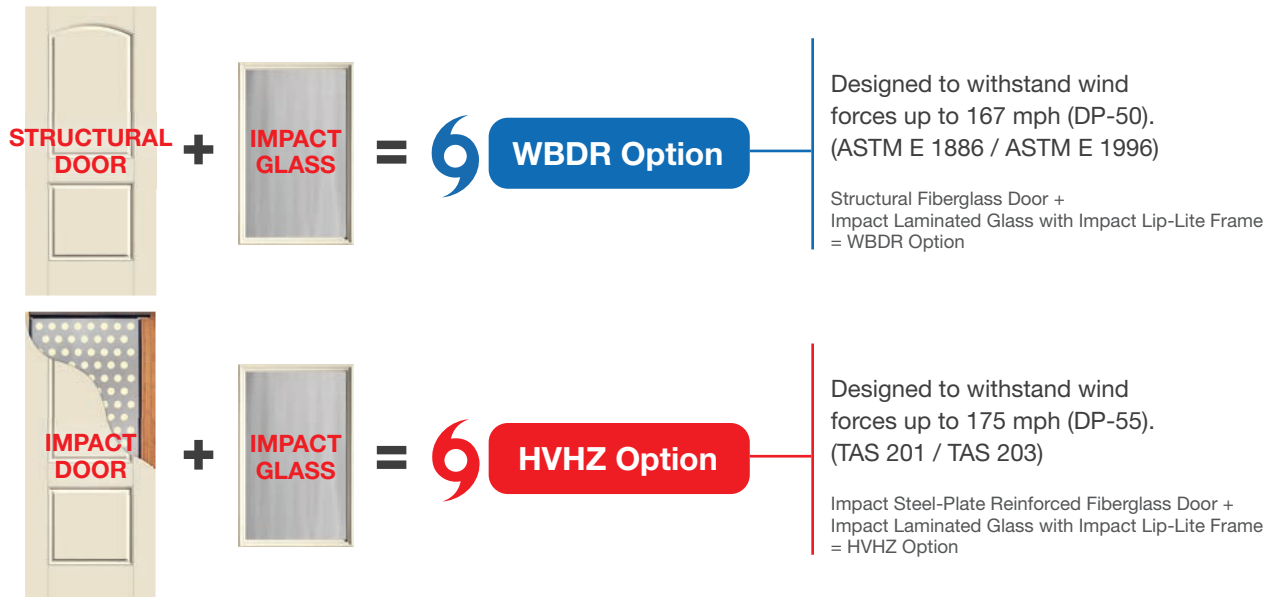 STRUCTURAL
DOOR
+
IMPACT
GLASS
=
WBDR Option
Designed to withstand wind
forces up to 167 mph (DP-50).
(ASTM E 1886 / ASTM E 1996)
Structural Fiberglass Door +
Impact Laminated Glass with Impact Lip-Lite Frame
= WBDR Option
IMPACT
DOOR
+
IMPACT
GLASS
=
HVHZ Option
Designed to withstand wind
forces up to 175 mph (DP-55).
(TAS 201 / TAS 203)
Impact Steel-Plate Reinforced Fiberglass Door +
Impact Laminated Glass with Impact Lip-Lite Frame
= HVHZ Option